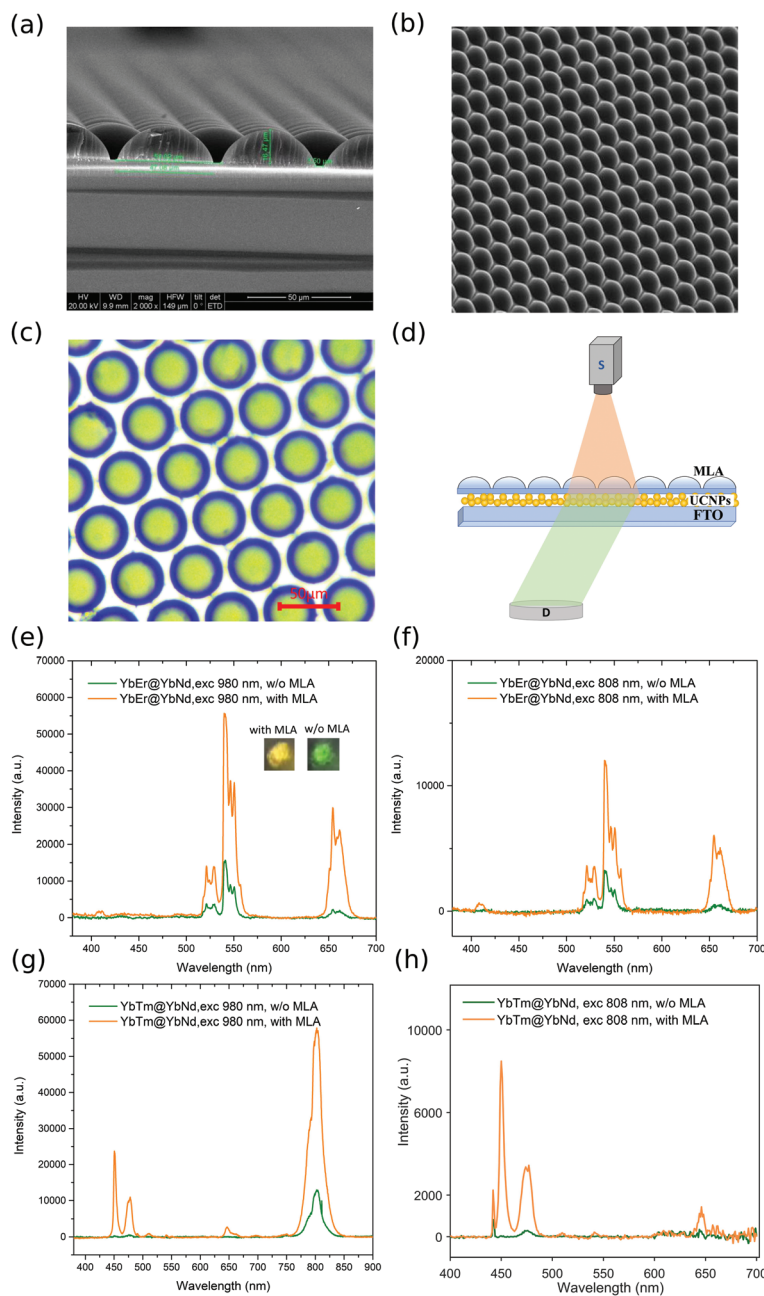 (a)
16.47 µm
HV WD mag HFW tilt det
20.00 kV 9.9 mm 2 000 x 149 µm 0 ° ETD
50 µm
(b)
(c)
50µm
(d)
S
MLA
UCNPs
FTO
D
(e)
70000
60000
50000
40000
30000
20000
10000
0
Intensity (a.u.)
YbEr@YbNd,exc 980 nm, w/o MLA
YbEr@YbNd,exc 980 nm, with MLA
with MLA w/o MLA
400 450 500 550 600 650 700
Wavelength (nm)
(f)
20000
10000
0
Intensity (a.u.)
YbEr@YbNd,exc 808 nm, w/o MLA
YbEr@YbNd,exc 808 nm, with MLA
400 450 500 550 600 650 700
Wavelength (nm)
(g)
70000
60000
50000
40000
30000
20000
10000
0
Intensity (a.u.)
YbTm@YbNd,exc 980 nm, w/o MLA
YbTm@YbNd,exc 980 nm, with MLA
400 450 500 550 600 650 700 750 800 850 900
Wavelength (nm)
(h)
10000
8000
6000
4000
2000
0
Intensity (a.u.)
YbTm@YbNd, exc 808 nm, w/o MLA
YbTm@YbNd, exc 808 nm, with MLA
400 450 500 550 600 650 700
Wavelength (nm)